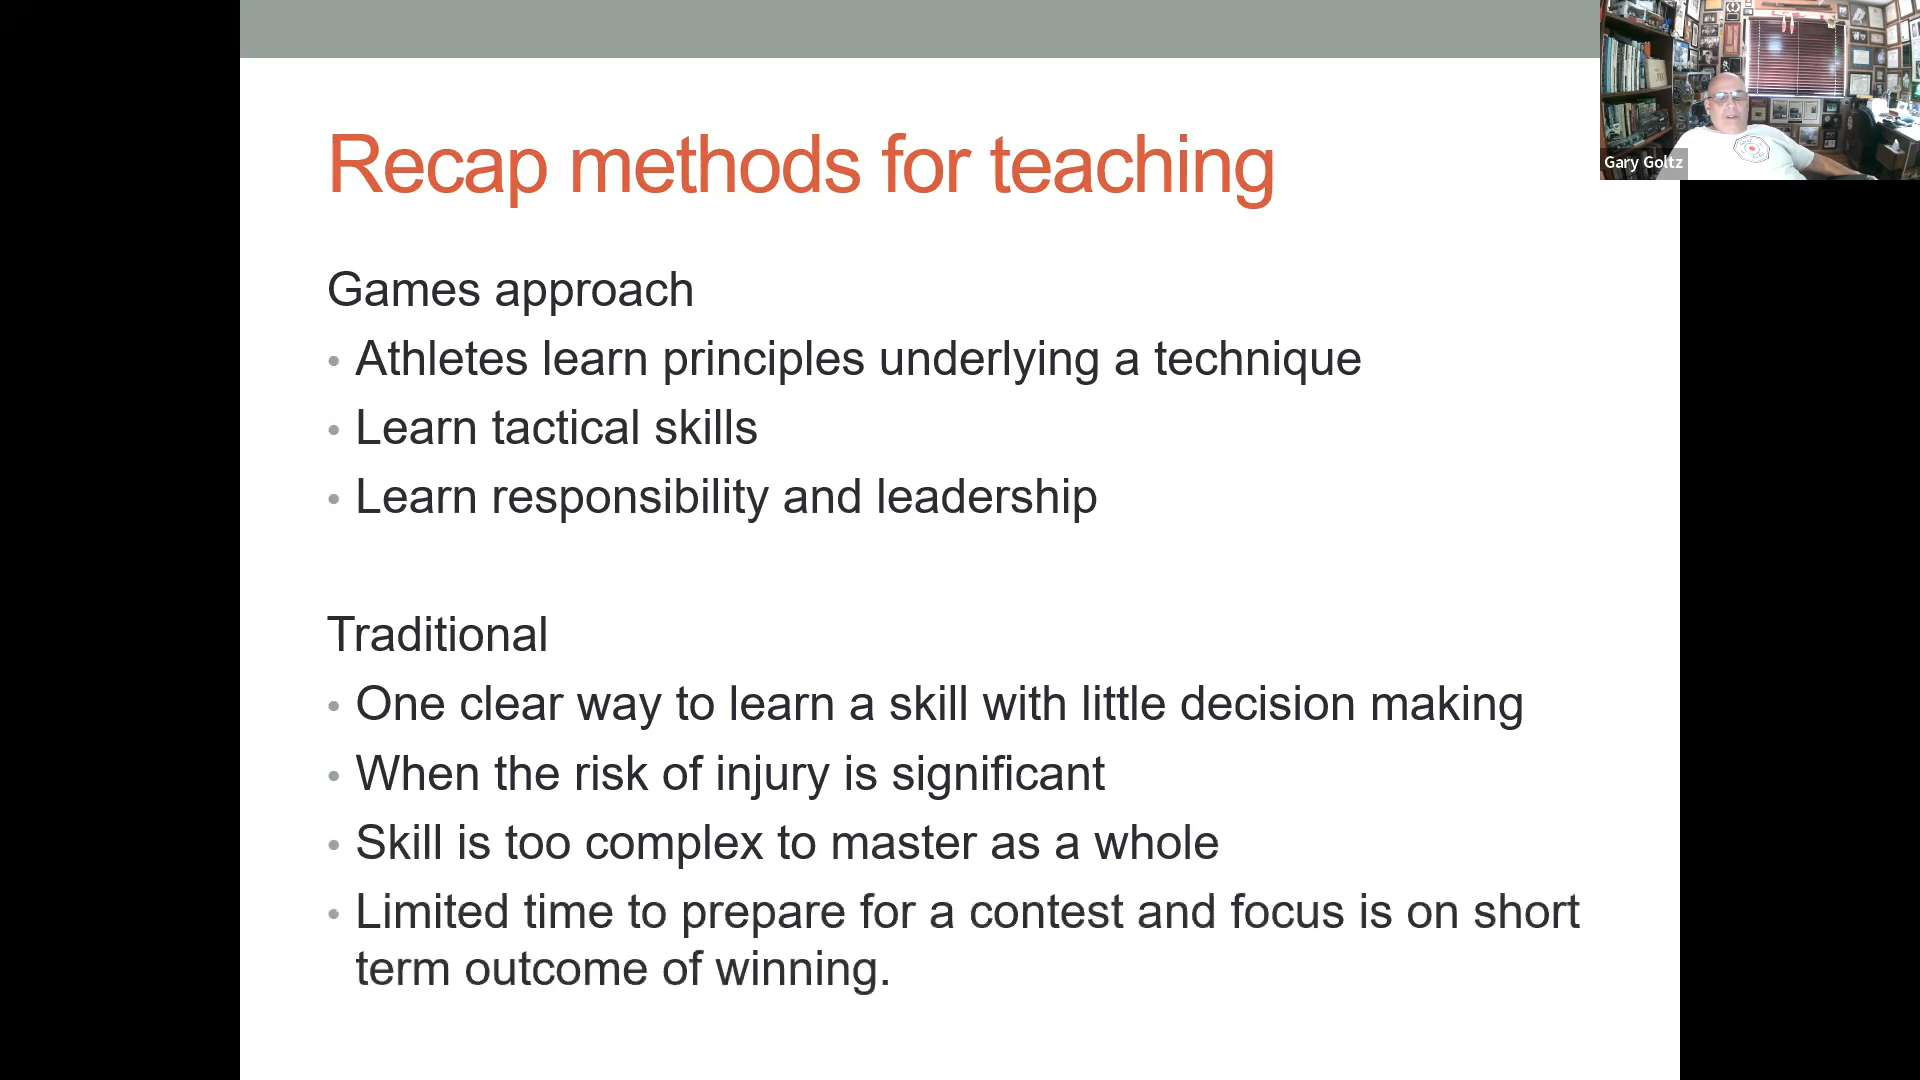 Recap methods for teaching
Games approach
• Athletes learn principles underlying a technique
• Learn tactical skills
• Learn responsibility and leadership
Traditional
• One clear way to learn a skill with little decision making
• When the risk of injury is significant
• Skill is too complex to master as a whole
• Limited time to prepare for a contest and focus is on short
term outcome of winning.
Gary Goltz